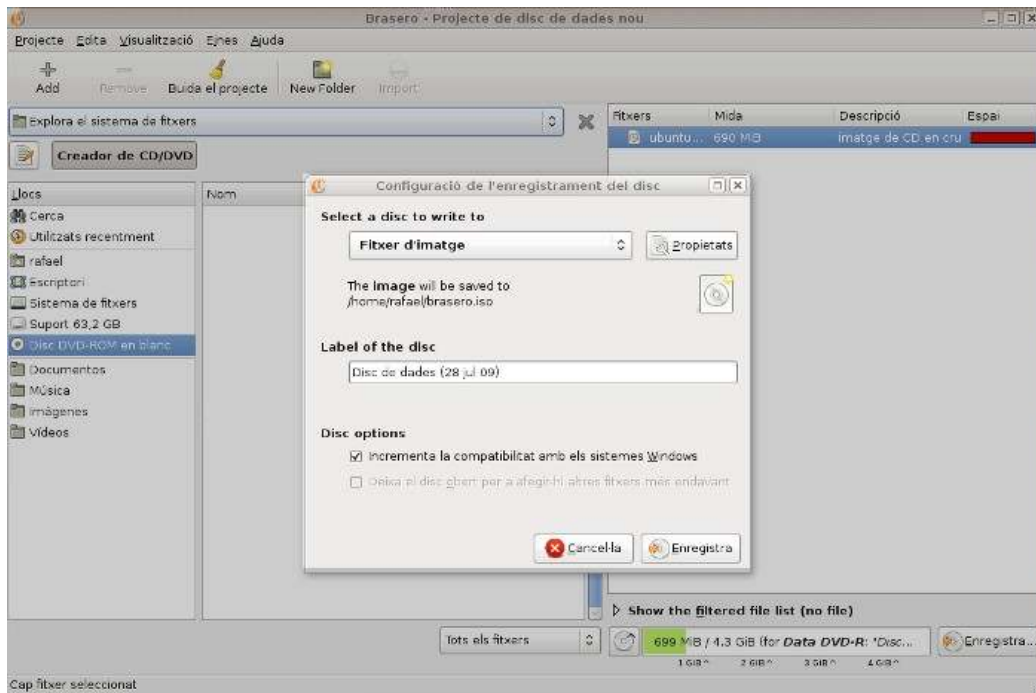 Brasero - Projecte de disc de dades nou
Projecte Edita Visualització Eines Ajuda
Add Remove Buida el projecte New Folder Import
Explora el sistema de fitxers
Creador de CD/DVD
Llocs
Cerca
Utilitzats recentment
rafael
Escriptori
Sistema de fitxers
Suport 63,2 GB
Disc DVD-ROM en blanc
Documentos
Música
Imágenes
Vídeos
Nom
Fitxers Mida Descripció Espai
ubuntu... 690 MiB imatge de CD en cru
Configuració de l'enregistrament del disc
Select a disc to write to
Fitxer d'imatge
Propietats
The image will be saved to
/home/rafael/brasero.iso
Label of the disc
Disc de dades (28 jul 09)
Disc options
Incrementa la compatibilitat amb els sistemes Windows
Deixa el disc obert per a afegir-hi altres fitxers més endavant
Cancel·la Enregistra
Show the filtered file list (no file)
Tots els fitxers
699 MiB / 4.3 GiB (for Data DVD-R: "Disc...
Enregistra...
1 GiB 2 GiB 3 GiB 4 GiB
Cap fitxer seleccionat